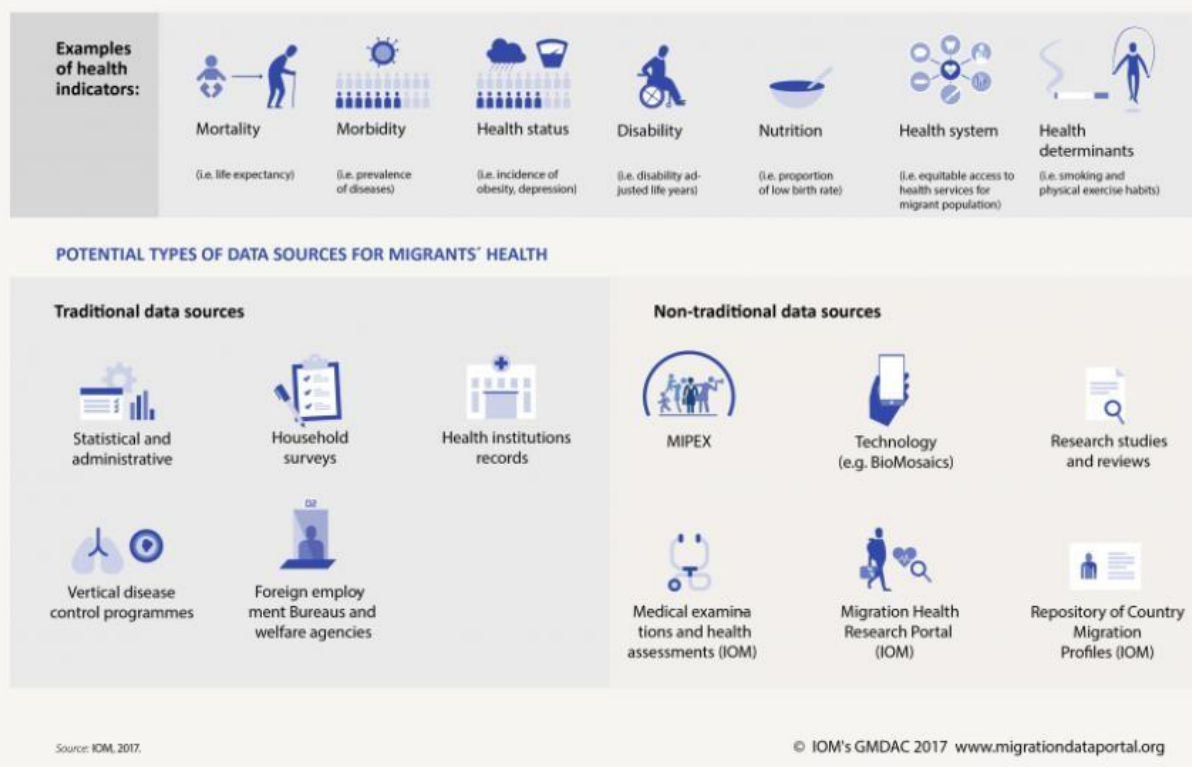 Examples
of health
indicators:
Mortality
(i.e. life expectancy)
Morbidity
(i.e. prevalence
of diseases)
Health status
(i.e. incidence of
obesity, depression)
Disability
(i.e. disability ad-
justed life years)
Nutrition
(i.e. proportion
of low birth rate)
Health system
(i.e. equitable access to
health services for
migrant population)
Health
determinants
(i.e. smoking and
physical exercise habits)
POTENTIAL TYPES OF DATA SOURCES FOR MIGRANTS´ HEALTH
Traditional data sources
Statistical and
administrative
Household
surveys
Health institutions
records
Vertical disease
control programmes
02
Foreign employ
ment Bureaus and
welfare agencies
Non-traditional data sources
MIPEX
Technology
(e.g. BioMosaics)
Research studies
and reviews
Medical examina
tions and health
assessments (IOM)
Migration Health
Research Portal
(IOM)
Repository of Country
Migration
Profiles (IOM)
Source: IOM, 2017.
© IOM's GMDAC 2017 www.migrationdataportal.org